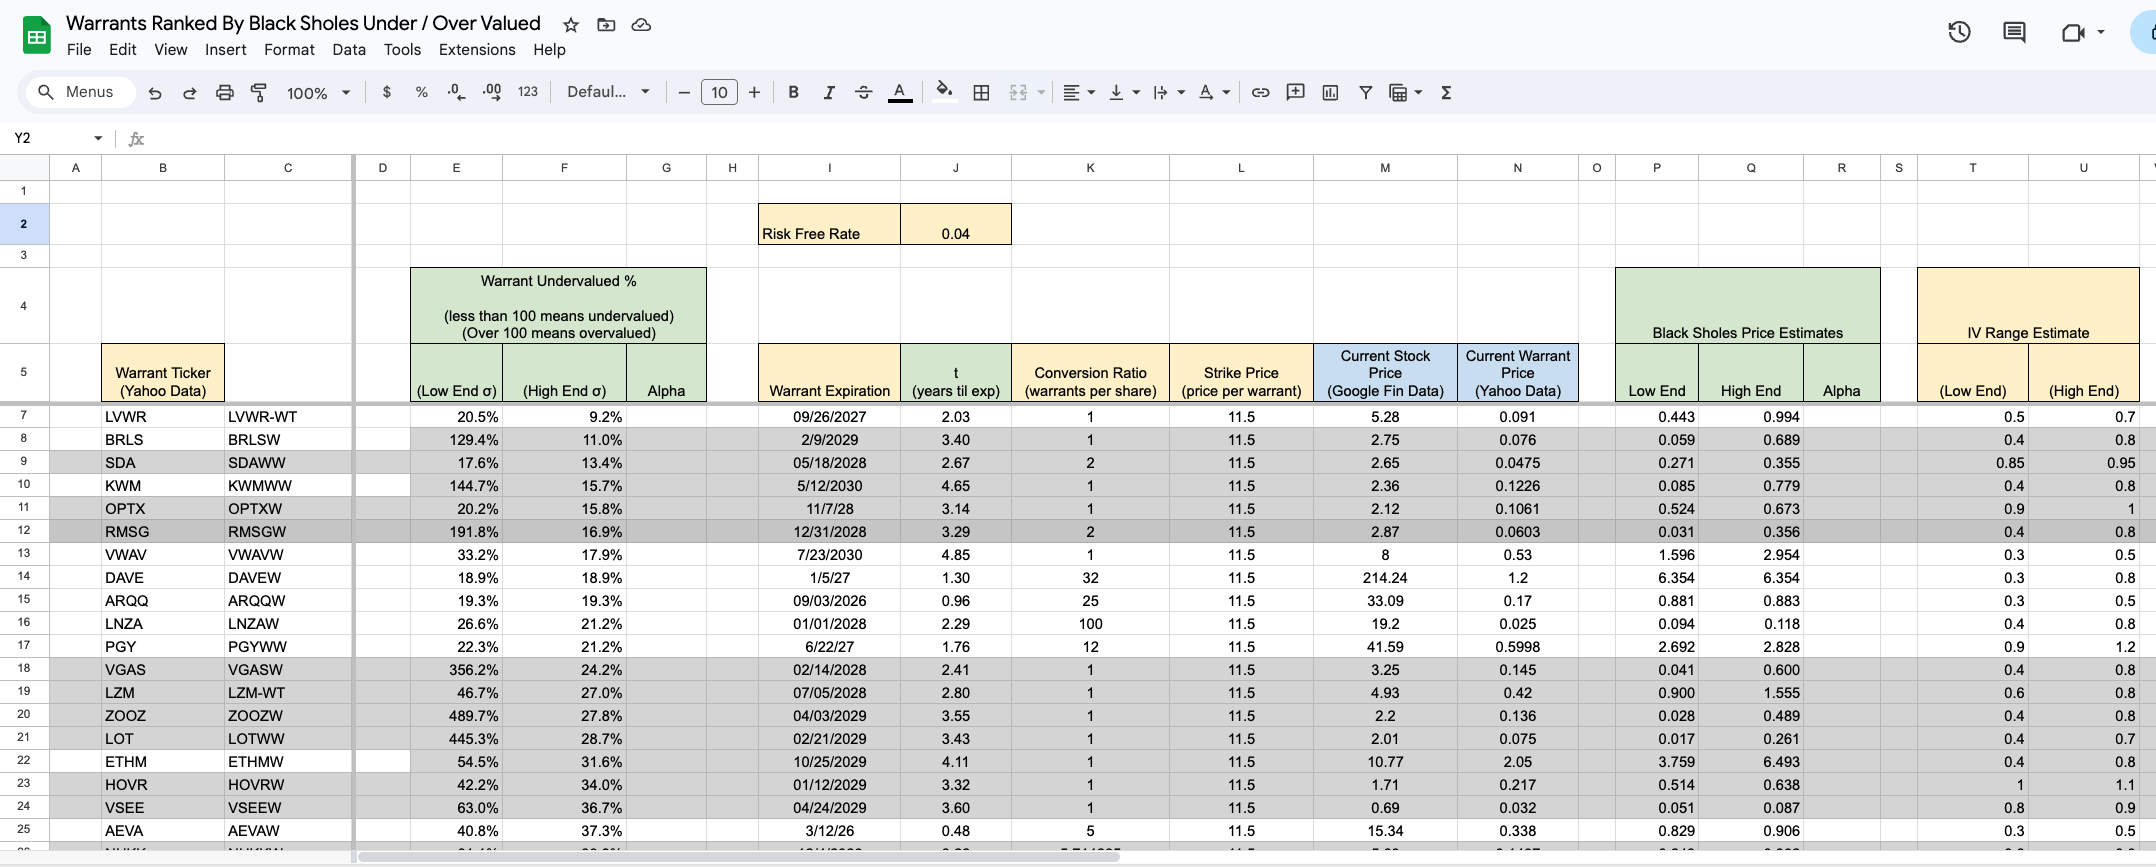 Warrants Ranked By Black Sholes Under / Over Valued
File Edit View Insert Format Data Tools Extensions Help
Menus 100% $ % .0 .00 123 Defaul... − 10 + B I A Σ
Y2 fx
A B C D E F G H I J K L M N O P Q R S T U
1
2 Risk Free Rate 0.04
3
Warrant Undervalued %
(less than 100 means undervalued)
4 (Over 100 means overvalued) Black Sholes Price Estimates IV Range Estimate
Current Stock Current Warrant
5 Warrant Ticker t Conversion Ratio Strike Price Price Price
(Yahoo Data) (Low End σ) (High End σ) Alpha Warrant Expiration (years til exp) (warrants per share) (price per warrant) (Google Fin Data) (Yahoo Data) Low End High End Alpha (Low End) (High End)
7 LVWR LVWR-WT 20.5% 9.2% 09/26/2027 2.03 1 11.5 5.28 0.091 0.443 0.994 0.5 0.7
8 BRLS BRLSW 129.4% 11.0% 2/9/2029 3.40 1 11.5 2.75 0.076 0.059 0.689 0.4 0.8
9 SDA SDAWW 17.6% 13.4% 05/18/2028 2.67 2 11.5 2.65 0.0475 0.271 0.355 0.85 0.95
10 KWM KWMWW 144.7% 15.7% 5/12/2030 4.65 1 11.5 2.36 0.1226 0.085 0.779 0.4 0.8
11 OPTX OPTXW 20.2% 15.8% 11/7/28 3.14 1 11.5 2.12 0.1061 0.524 0.673 0.9 1
12 RMSG RMSGW 191.8% 16.9% 12/31/2028 3.29 2 11.5 2.87 0.0603 0.031 0.356 0.4 0.8
13 VWAV VWAVW 33.2% 17.9% 7/23/2030 4.85 1 11.5 8 0.53 1.596 2.954 0.3 0.5
14 DAVE DAVEW 18.9% 18.9% 1/5/27 1.30 32 11.5 214.24 1.2 6.354 6.354 0.3 0.8
15 ARQQ ARQQW 19.3% 19.3% 09/03/2026 0.96 25 11.5 33.09 0.17 0.881 0.883 0.3 0.5
16 LNZA LNZAW 26.6% 21.2% 01/01/2028 2.29 100 11.5 19.2 0.025 0.094 0.118 0.4 0.8
17 PGY PGYWW 22.3% 21.2% 6/22/27 1.76 12 11.5 41.59 0.5998 2.692 2.828 0.9 1.2
18 VGAS VGASW 356.2% 24.2% 02/14/2028 2.41 1 11.5 3.25 0.145 0.041 0.600 0.4 0.8
19 LZM LZM-WT 46.7% 27.0% 07/05/2028 2.80 1 11.5 4.93 0.42 0.900 1.555 0.6 0.8
20 ZOOZ ZOOZW 489.7% 27.8% 04/03/2029 3.55 1 11.5 2.2 0.136 0.028 0.489 0.4 0.8
21 LOT LOTWW 445.3% 28.7% 02/21/2029 3.43 1 11.5 2.01 0.075 0.017 0.261 0.4 0.7
22 ETHM ETHMW 54.5% 31.6% 10/25/2029 4.11 1 11.5 10.77 2.05 3.759 6.493 0.4 0.8
23 HOVR HOVRW 42.2% 34.0% 01/12/2029 3.32 1 11.5 1.71 0.217 0.514 0.638 1 1.1
24 VSEE VSEEW 63.0% 36.7% 04/24/2029 3.60 1 11.5 0.69 0.032 0.051 0.087 0.8 0.9
25 AEVA AEVAW 40.8% 37.3% 3/12/26 0.48 5 11.5 15.34 0.338 0.829 0.906 0.3 0.5